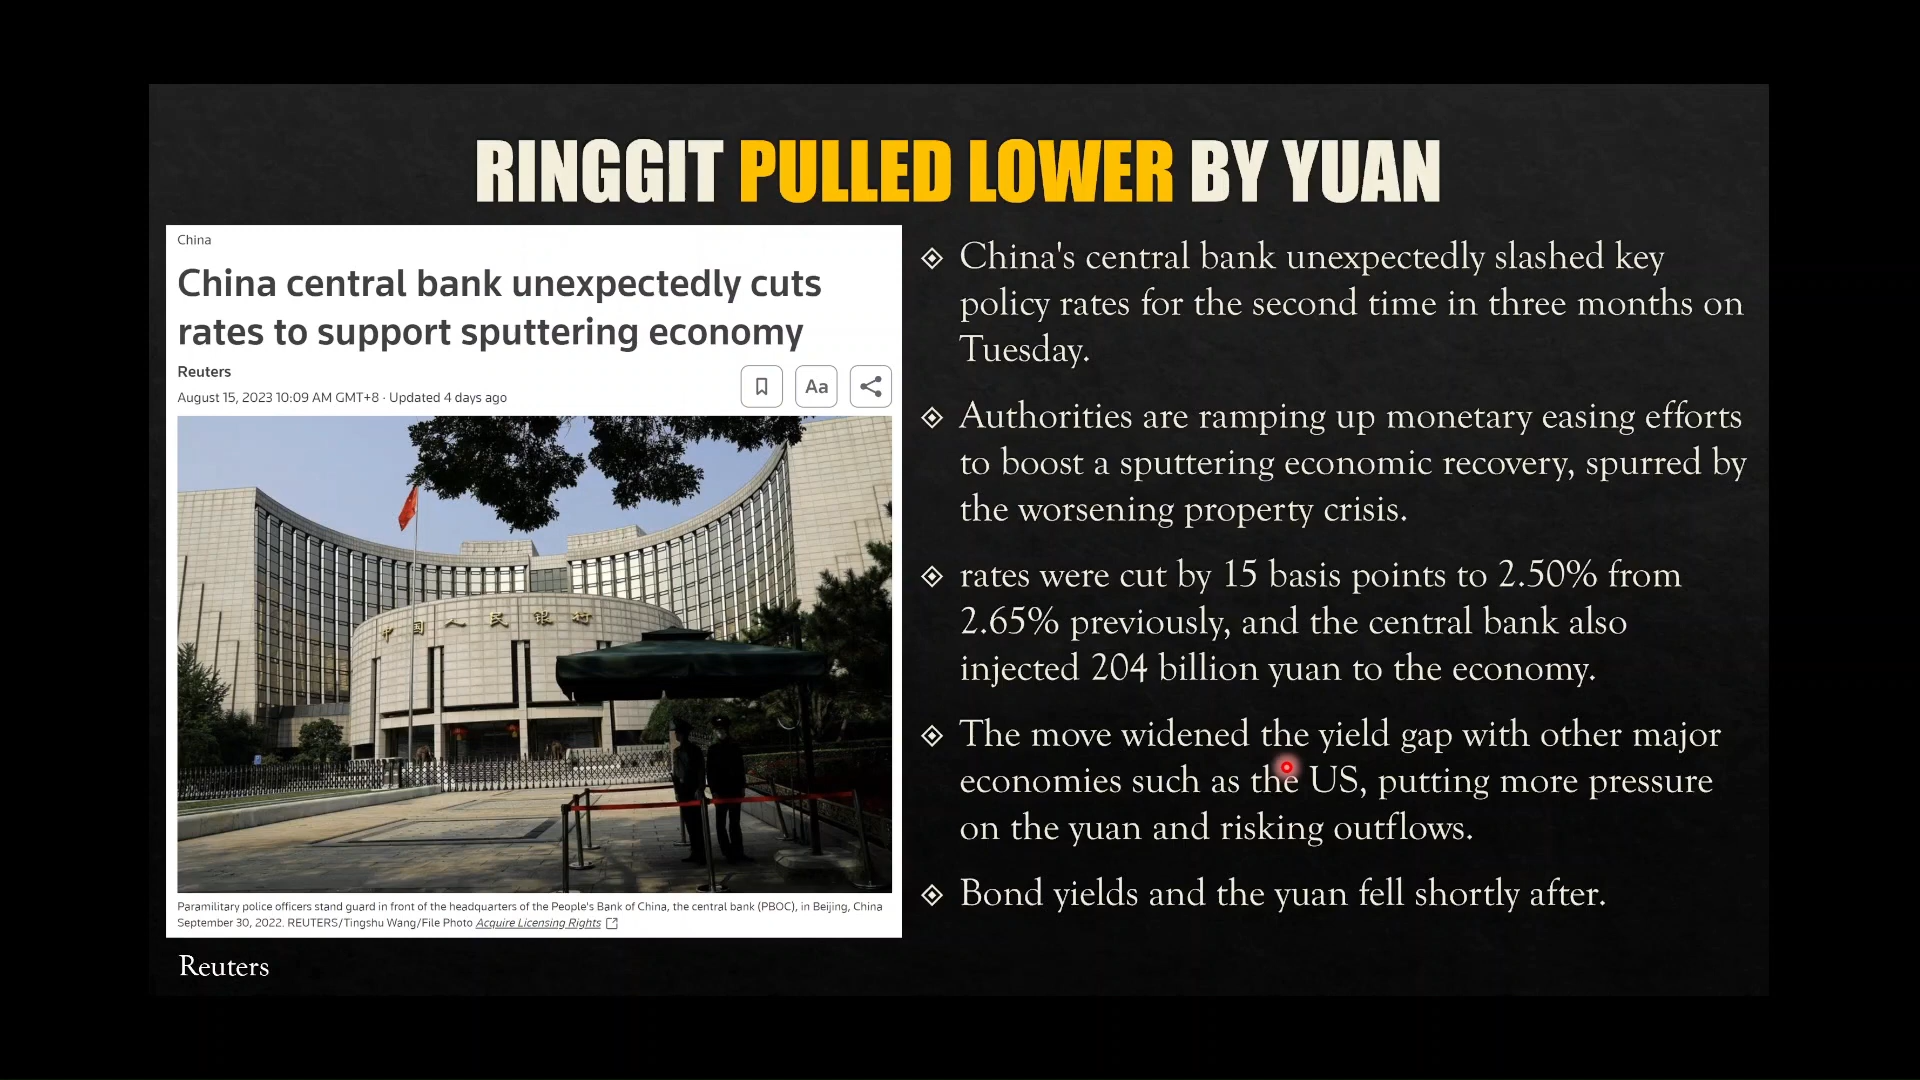 RINGGIT PULLED LOWER BY YUAN
China
China central bank unexpectedly cuts
rates to support sputtering economy
Reuters
August 15, 2023 10:09 AM GMT+8 · Updated 4 days ago
Aa
中国人民银行
Paramilitary police officers stand guard in front of the headquarters of the People's Bank of China, the central bank (PBOC), in Beijing, China
September 30, 2022. REUTERS/Tingshu Wang/File Photo Acquire Licensing Rights
Reuters
China's central bank unexpectedly slashed key
policy rates for the second time in three months on
Tuesday.
Authorities are ramping up monetary easing efforts
to boost a sputtering economic recovery, spurred by
the worsening property crisis.
rates were cut by 15 basis points to 2.50% from
2.65% previously, and the central bank also
injected 204 billion yuan to the economy.
The move widened the yield gap with other major
economies such as the US, putting more pressure
on the yuan and risking outflows.
Bond yields and the yuan fell shortly after.